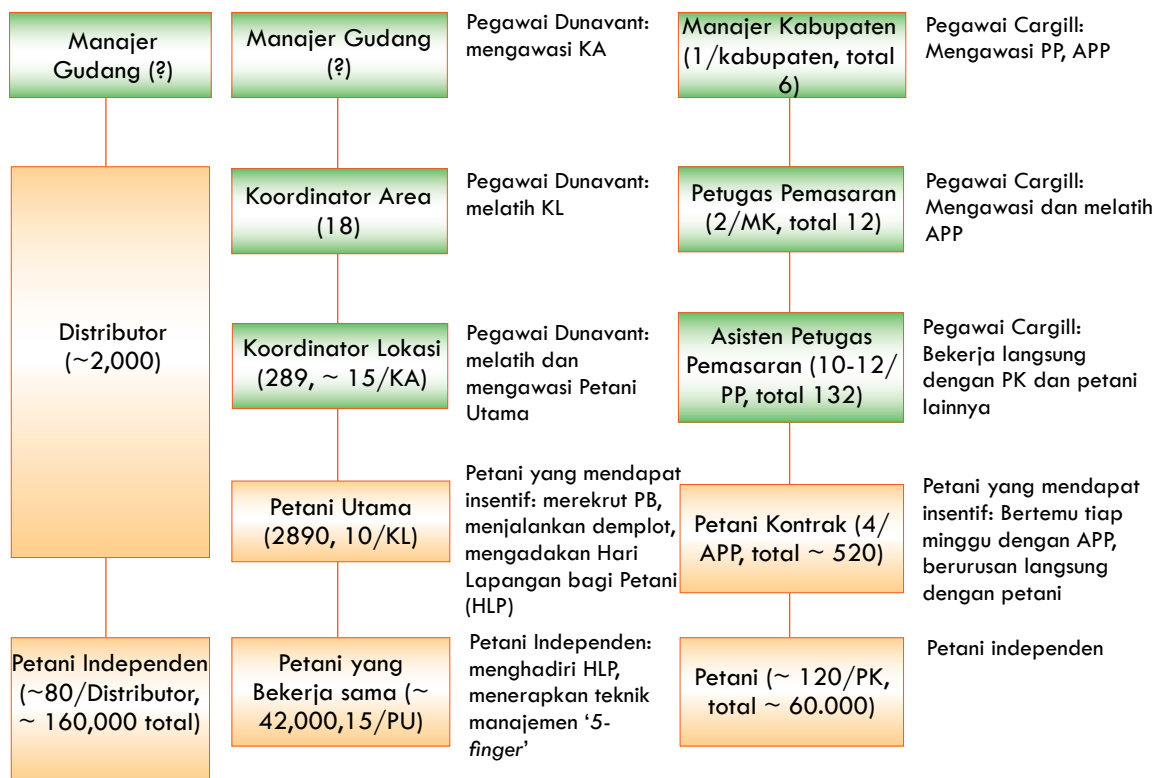 Manajer
Gudang (?)
Manajer Gudang
(?)
Pegawai Dunavant:
mengawasi KA
Manajer Kabupaten
(1/kabupaten, total
6)
Pegawai Cargill:
Mengawasi PP, APP
Distributor
(~2,000)
Koordinator Area
(18)
Pegawai Dunavant:
melatih KL
Petugas Pemasaran
(2/MK, total 12)
Pegawai Cargill:
Mengawasi dan melatih
APP
Koordinator Lokasi
(289, ~ 15/KA)
Pegawai Dunavant:
melatih dan
mengawasi Petani
Utama
Asisten Petugas
Pemasaran (10-12/
PP, total 132)
Pegawai Cargill:
Bekerja langsung
dengan PK dan petani
lainnya
Petani Utama
(2890, 10/KL)
Petani yang mendapat
insentif: merekrut PB,
menjalankan demplot,
mengadakan Hari
Lapangan bagi Petani
(HLP)
Petani Kontrak (4/
APP, total ~ 520)
Petani yang mendapat
insentif: Bertemu tiap
minggu dengan APP,
berurusan langsung
dengan petani
Petani Independen
(~80/Distributor,
~ 160,000 total)
Petani yang
Bekerja sama (~
42,000,15/PU)
Petani Independen:
menghadiri HLP,
menerapkan teknik
manajemen ‘5-
finger’
Petani (~ 120/PK,
total ~ 60.000)
Petani independen